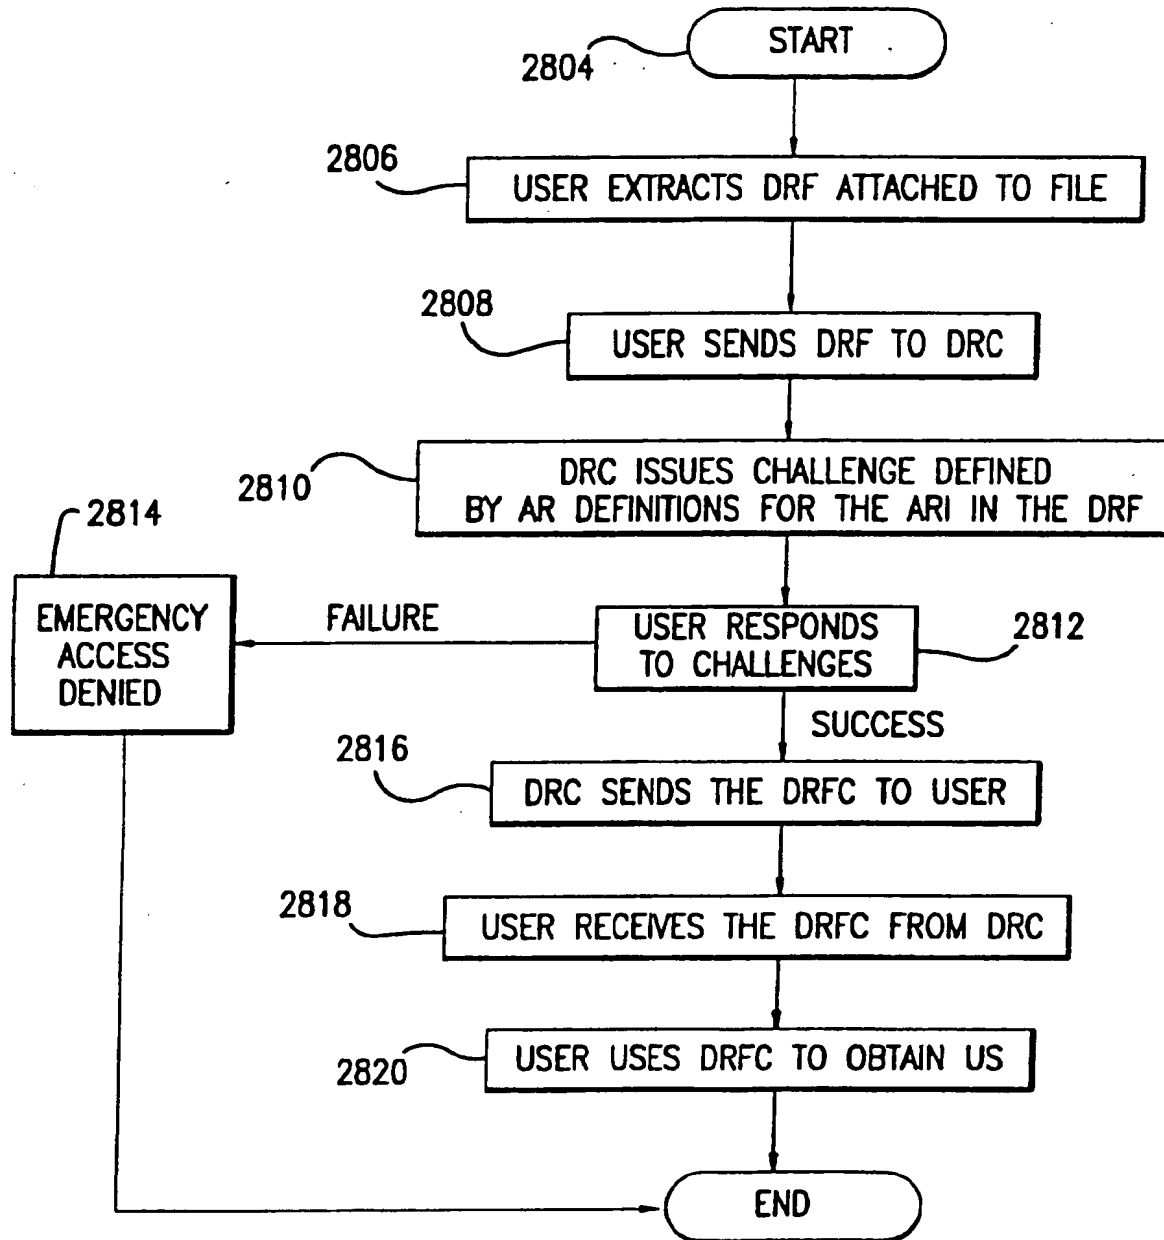 START
2804
2806
USER EXTRACTS DRF ATTACHED TO FILE
2808
USER SENDS DRF TO DRC
2810
DRC ISSUES CHALLENGE DEFINED
BY AR DEFINITIONS FOR THE ARI IN THE DRF
2814
EMERGENCY
ACCESS
DENIED
FAILURE
USER RESPONDS
TO CHALLENGES
2812
SUCCESS
2816
DRC SENDS THE DRFC TO USER
2818
USER RECEIVES THE DRFC FROM DRC
2820
USER USES DRFC TO OBTAIN US
END